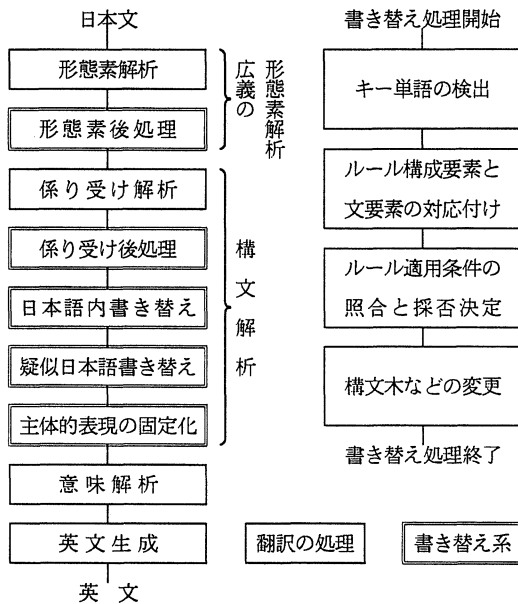 日本文
形態素解析
形態素後処理
広義の
形態素解析
係り受け解析
係り受け後処理
日本語内書き替え
疑似日本語書き替え
主体的表現の固定化
構文解析
意味解析
英文生成
英文
書き替え処理開始
キー単語の検出
ルール構成要素と
文要素の対応付け
ルール適用条件の
照合と採否決定
構文木などの変更
書き替え処理終了
翻訳の処理
書き替え系